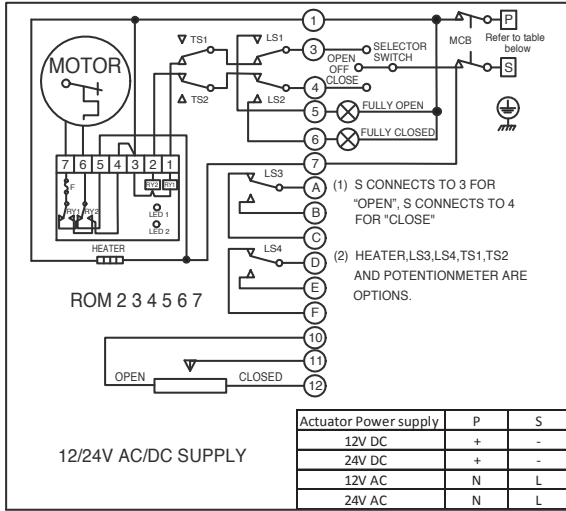 1
MCB
P
Refer to table
below
TS1
LS1
3
SELECTOR
SWITCH
OPEN
OFF
CLOSE
S
MOTOR
TS2
LS2
4
5
FULLY OPEN
6
FULLY CLOSED
7
7 6 5 4 3 2 1
F
RY1
RY2
RY2
RY1
LED 1
LED 2
HEATER
LS3
A
B
C
(1) S CONNECTS TO 3 FOR
"OPEN", S CONNECTS TO 4
FOR "CLOSE"
LS4
D
E
F
(2) HEATER,LS3,LS4,TS1,TS2
AND POTENTIONMETER ARE
OPTIONS.
ROM 2 3 4 5 6 7
10
11
12
OPEN
CLOSED
12/24V AC/DC SUPPLY
Actuator Power supply P S
12V DC + -
24V DC + -
12V AC N L
24V AC N L